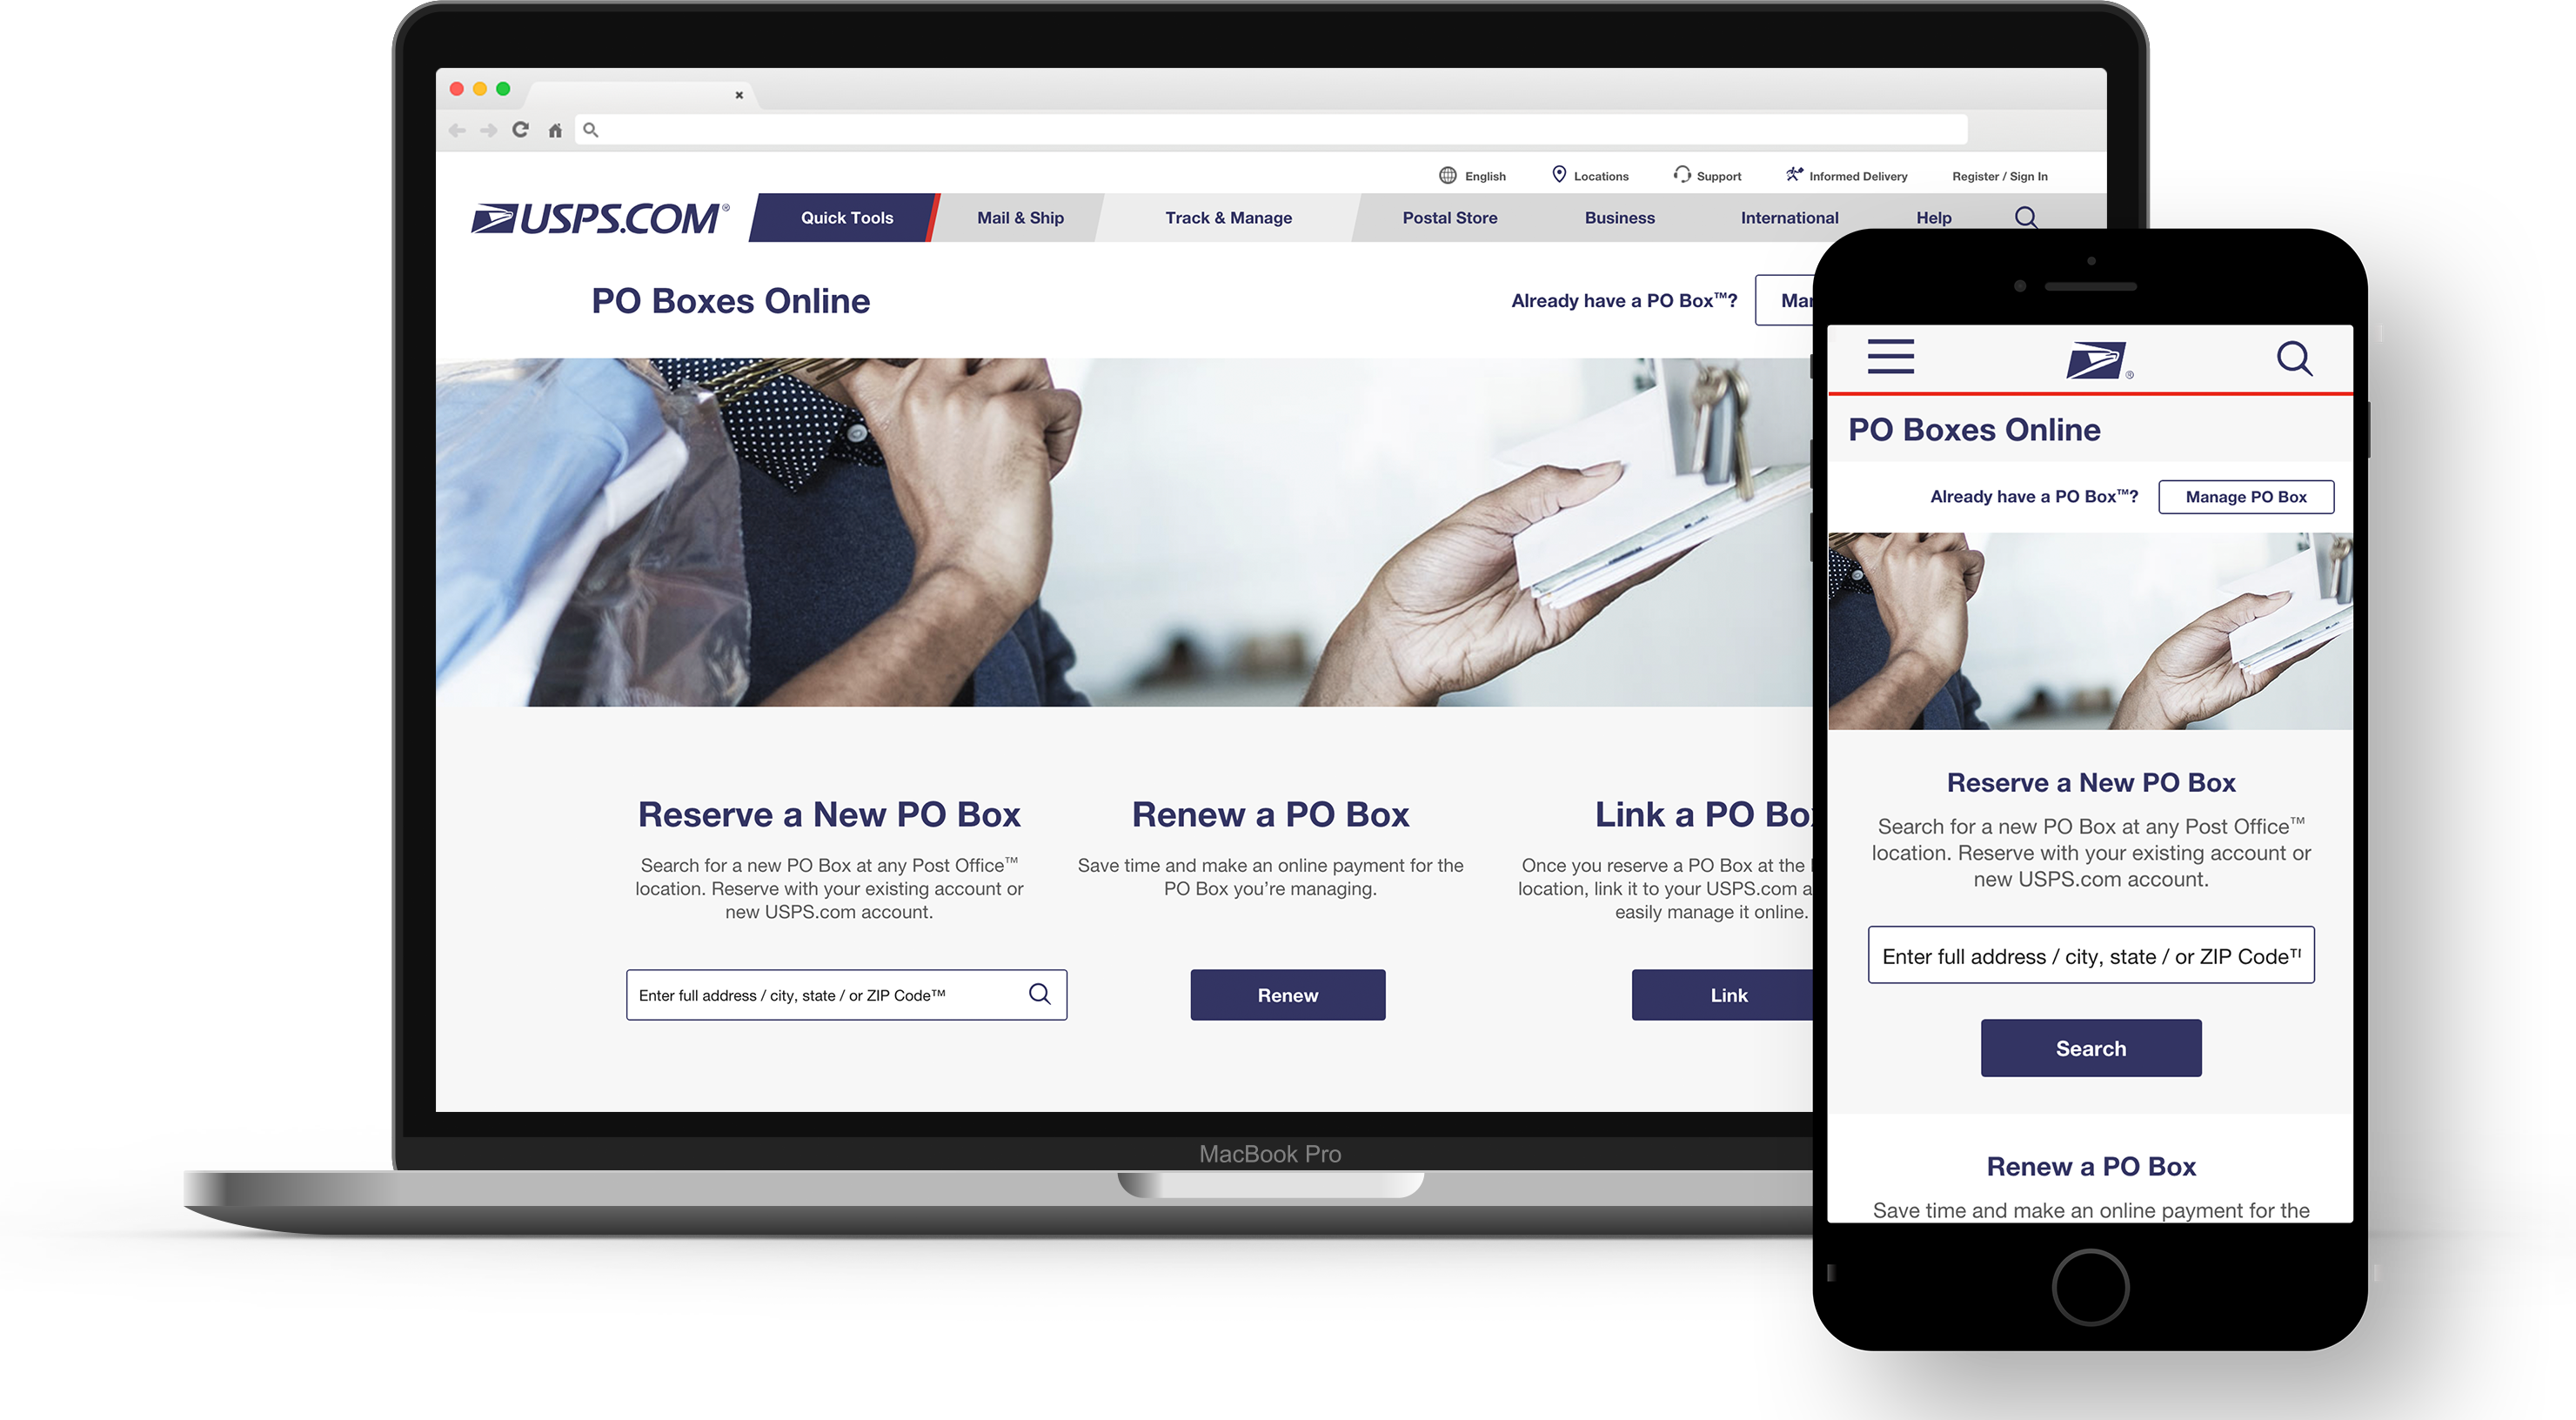 English
Locations
Support
Informed Delivery
Register / Sign In
USPS.COM®
Quick Tools
Mail & Ship
Track & Manage
Postal Store
Business
International
Help
PO Boxes Online
Already have a PO Box™?
Reserve a New PO Box
Search for a new PO Box at any Post Office™
location. Reserve with your existing account or
new USPS.com account.
Enter full address / city, state / or ZIP Code™
Renew a PO Box
Save time and make an online payment for the
PO Box you’re managing.
Renew
Link a PO
Once you reserve a PO Box at the
location, link it to your USPS.com
easily manage it online.
Link
MacBook Pro
®
PO Boxes Online
Already have a PO Box™?
Manage PO Box
Reserve a New PO Box
Search for a new PO Box at any Post Office™
location. Reserve with your existing account or
new USPS.com account.
Enter full address / city, state / or ZIP Code
Search
Renew a PO Box
Save time and make an online payment for the